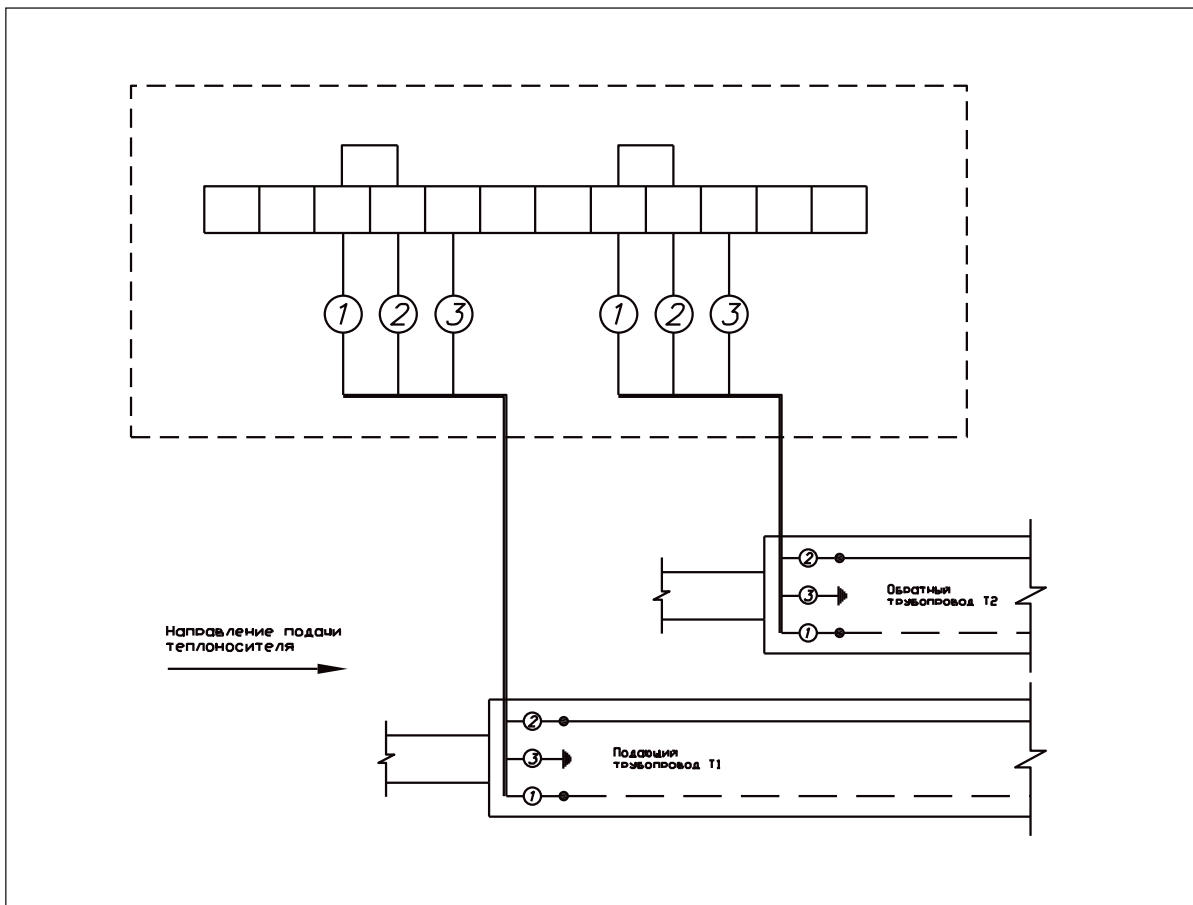 1 2 3 1 2 3
2
3
1
Обратный
трубопровод Т2
Направление подачи
теплоносителя
2
3
1
Подающий
трубопровод Т1